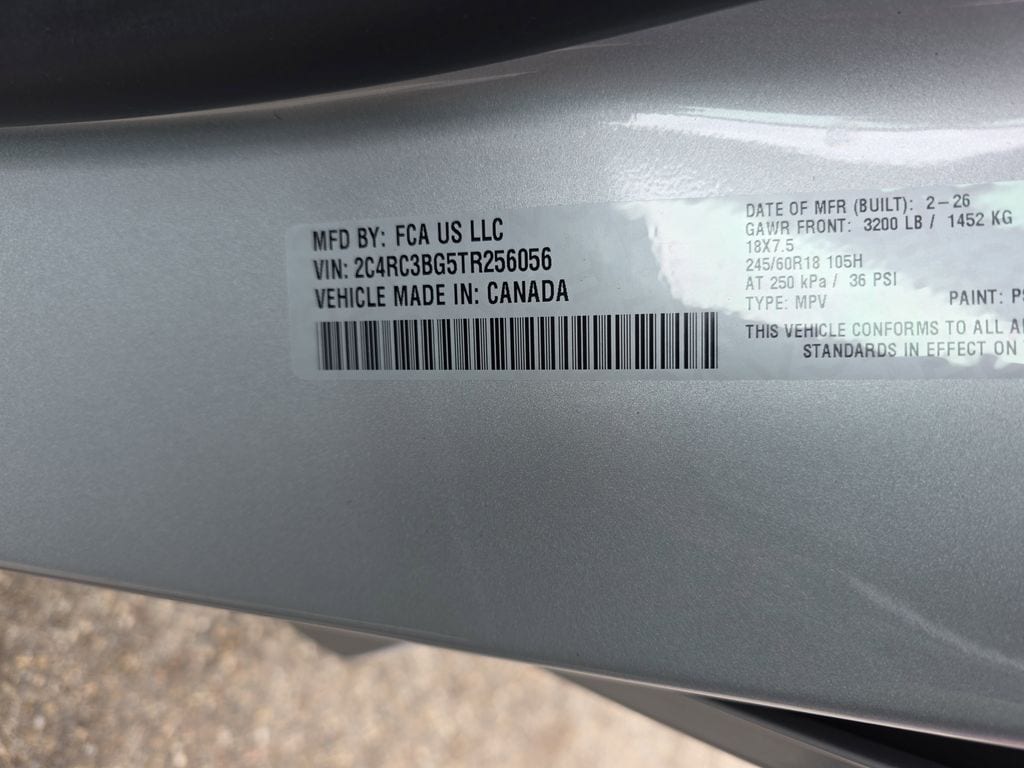 MFD BY: FCA US LLC
VIN: 2C4RC3BG5TR256056
VEHICLE MADE IN: CANADA
DATE OF MFR (BUILT): 2-26
GAWR FRONT: 3200 LB / 1452 KG
18X7.5
245/60R18 105H
AT 250 kPa / 36 PSI
TYPE: MPV PAINT:
THIS VEHICLE CONFORMS TO ALL
STANDARDS IN EFFECT ON